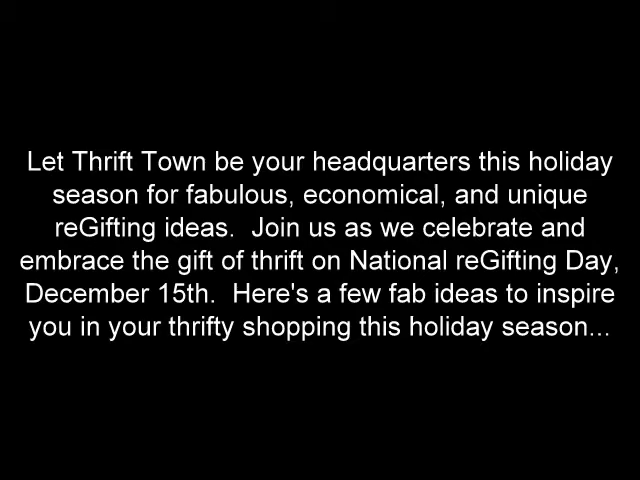 Let Thrift Town be your headquarters this holiday
season for fabulous, economical, and unique
reGifting ideas.  Join us as we celebrate and
embrace the gift of thrift on National reGifting Day,
December 15th.  Here's a few fab ideas to inspire
you in your thrifty shopping this holiday season...